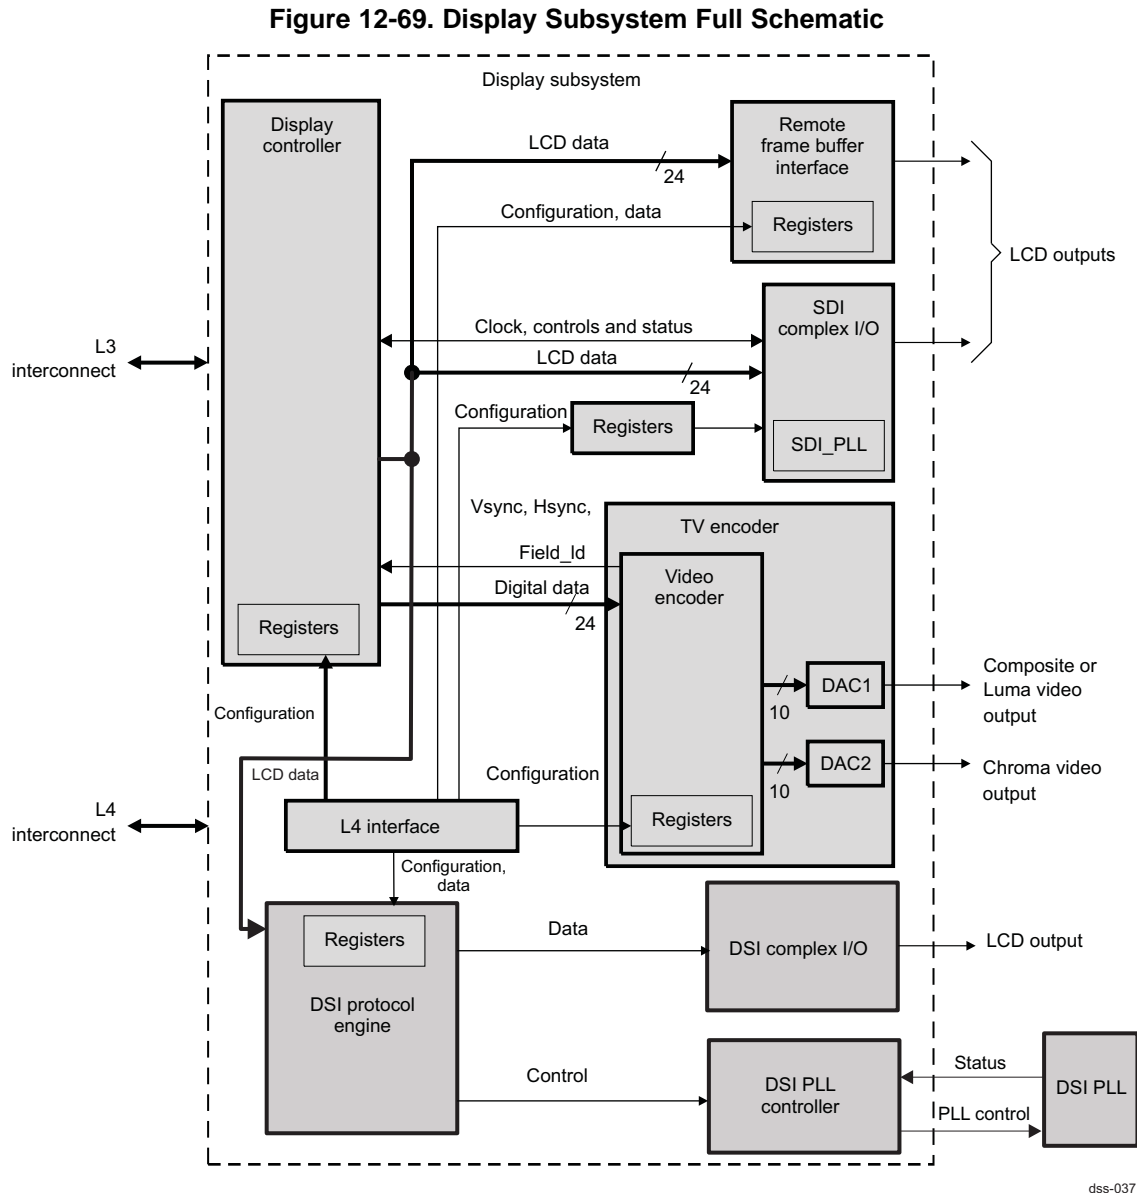 Figure 12-69. Display Subsystem Full Schematic
Display subsystem
Display
controller
LCD data
24
Remote
frame buffer
interface
Configuration, data
Registers
LCD outputs
SDI
complex I/O
Clock, controls and status
L3
interconnect
LCD data
24
Configuration
Registers
SDI_PLL
Vsync, Hsync,
TV encoder
Field_Id
Video
encoder
Digital data
24
Registers
DAC1
10
Composite or
Luma video
output
Configuration
LCD data
Configuration
DAC2
10
Chroma video
output
L4
interconnect
L4 interface
Registers
Configuration,
data
Registers
Data
DSI complex I/O
LCD output
DSI protocol
engine
Control
DSI PLL
controller
Status
DSI PLL
PLL control
dss-037